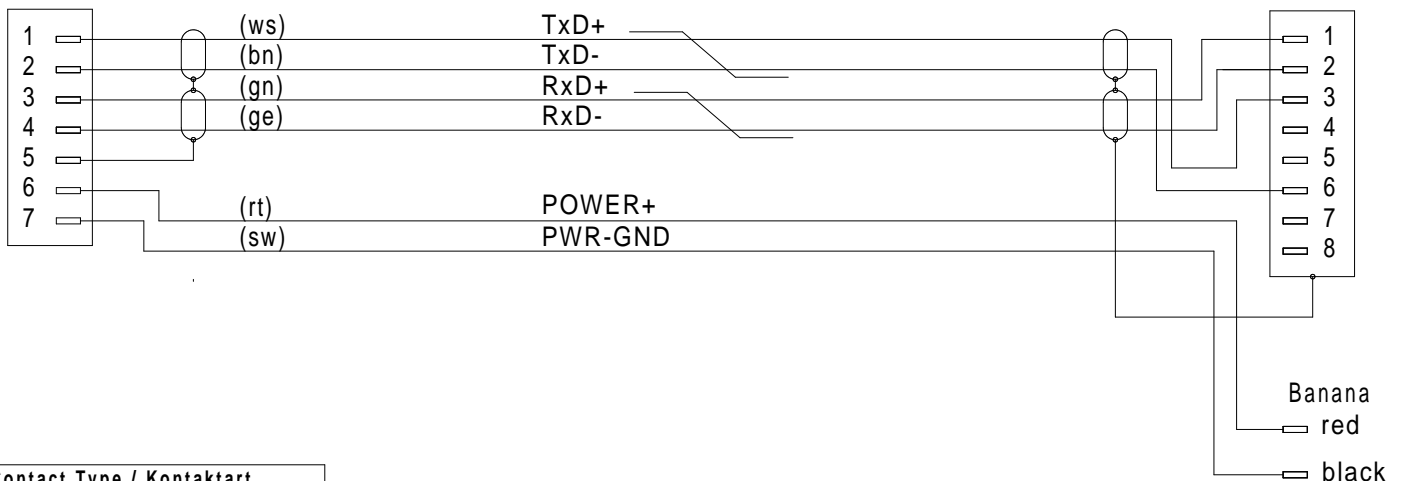 1 (ws) TxD+ 1
2 (bn) TxD- 2
3 (gn) RxD+ 3
4 (ge) RxD- 4
5 5
6 6
7 (rt) POWER+ 7
(sw) PWR-GND 8
Banana
red
black
ontact Type / Kontaktart